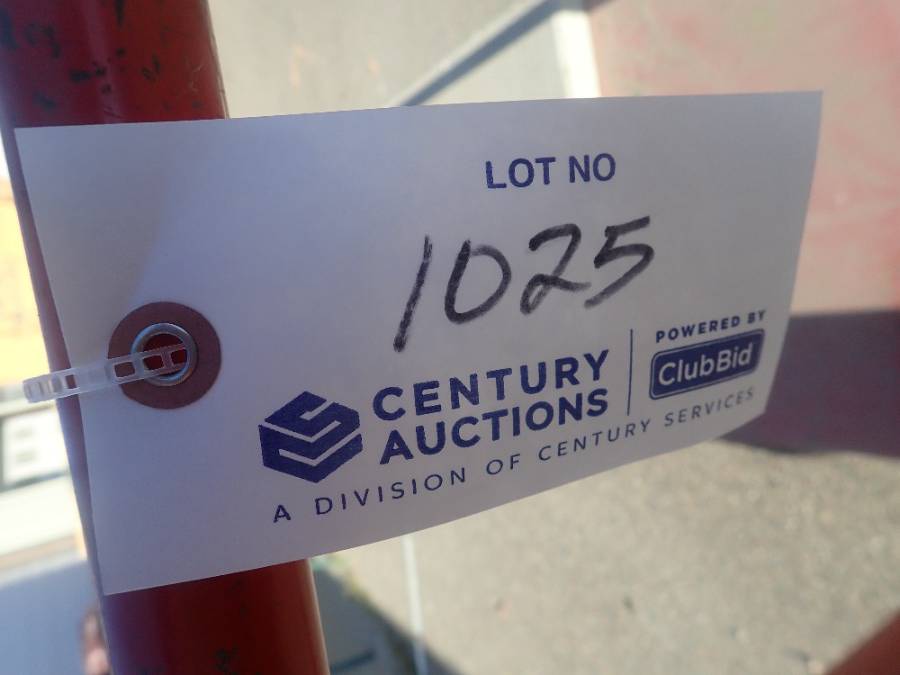 LOT NO
1025
CENTURY
AUCTIONS
POWERED BY
ClubBid
A DIVISION OF CENTURY SERVICES